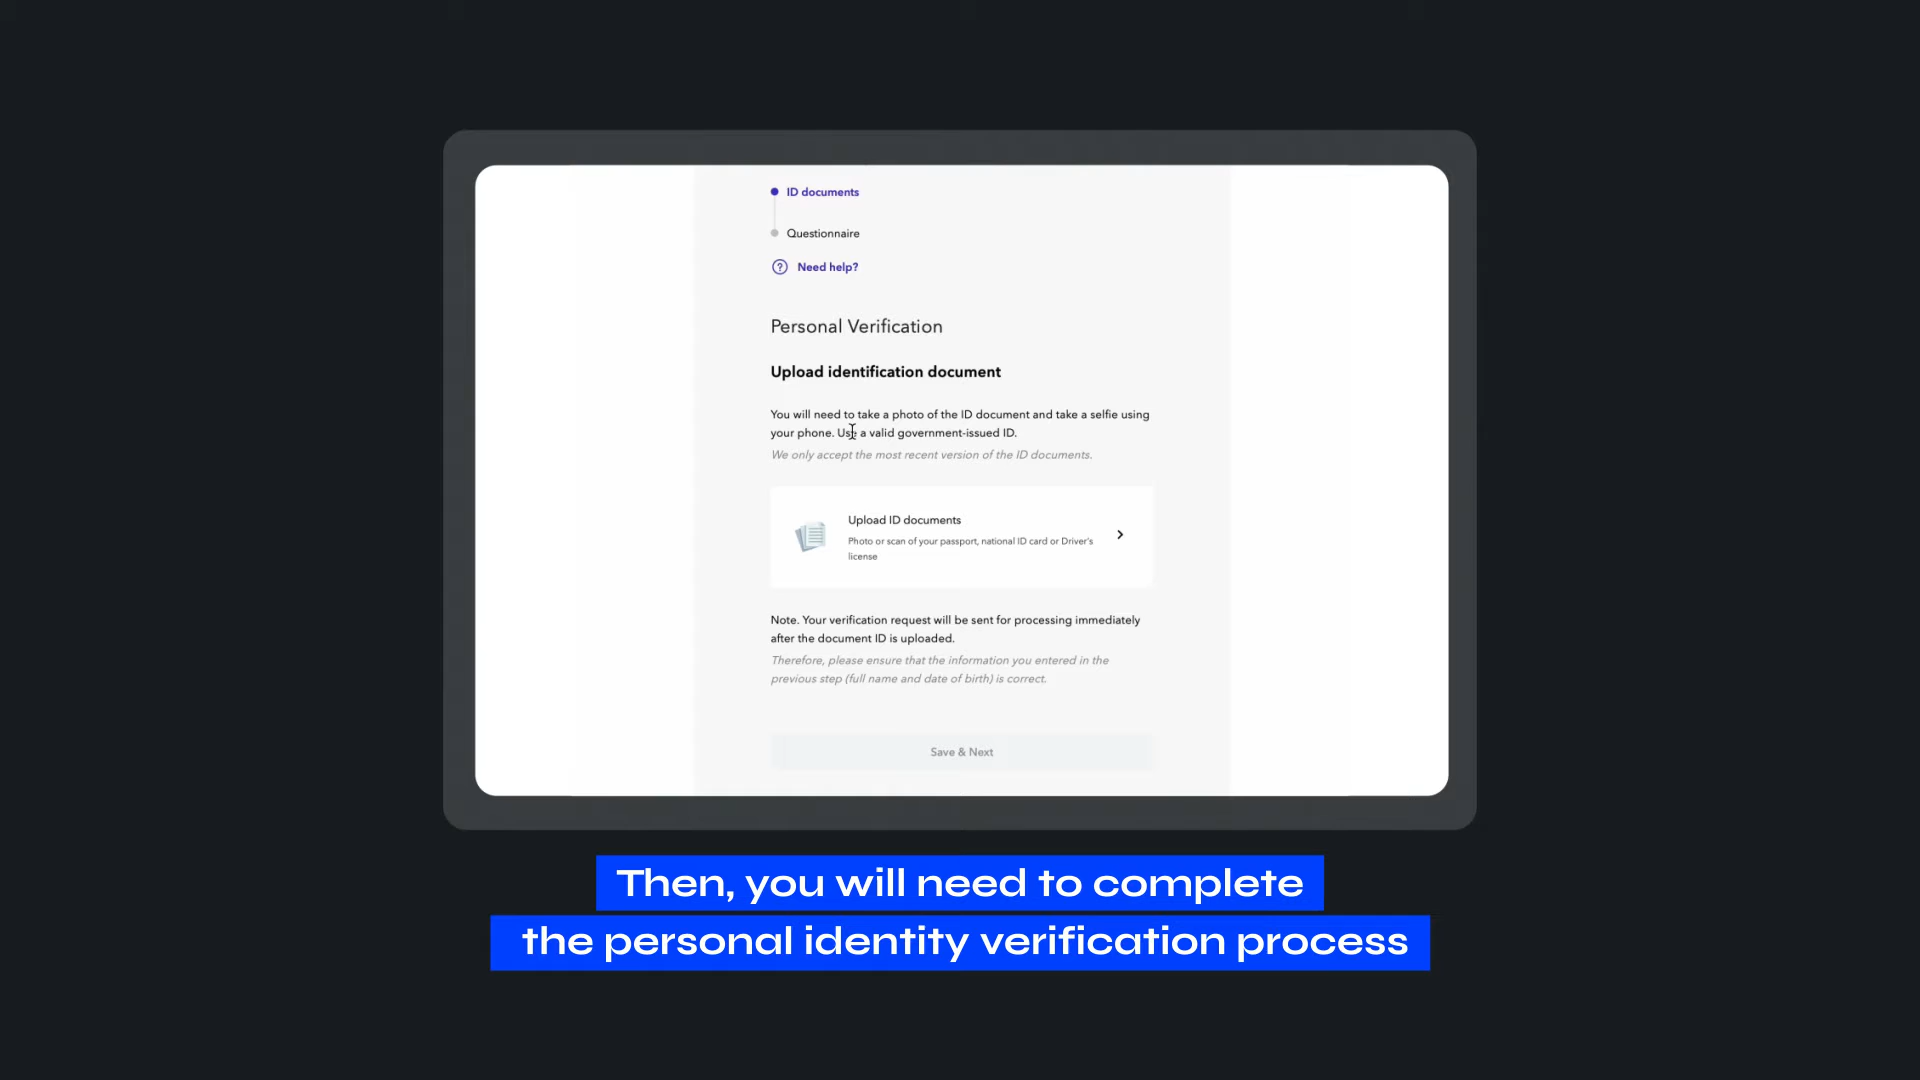 ID documents
Questionnaire
? Need help?
Personal Verification
Upload identification document
You will need to take a photo of the ID document and take a selfie using
your phone. Use a valid government-issued ID.
We only accept the most recent version of the ID documents.
Upload ID documents
Photo or scan of your passport, national ID card or Driver's
license
Note. Your verification request will be sent for processing immediately
after the document ID is uploaded.
Therefore, please ensure that the information you entered in the
previous step (full name and date of birth) is correct.
Save & Next
Then, you will need to complete
the personal identity verification process